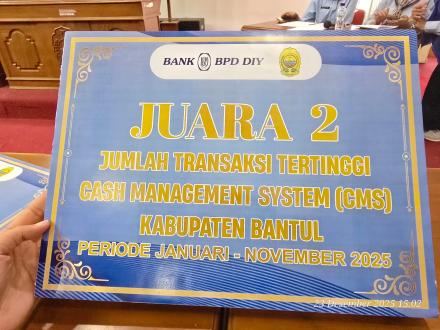 BANK BPD DIY
JUARA 2
JUMLAH TRANSAKSI TERTINGGI
CASH MANAGEMENT SYSTEM (CMS)
KABUPATEN BANTUL
PERIODE JANUARI - NOVEMBER 2025
23 Desember 2025 15.02